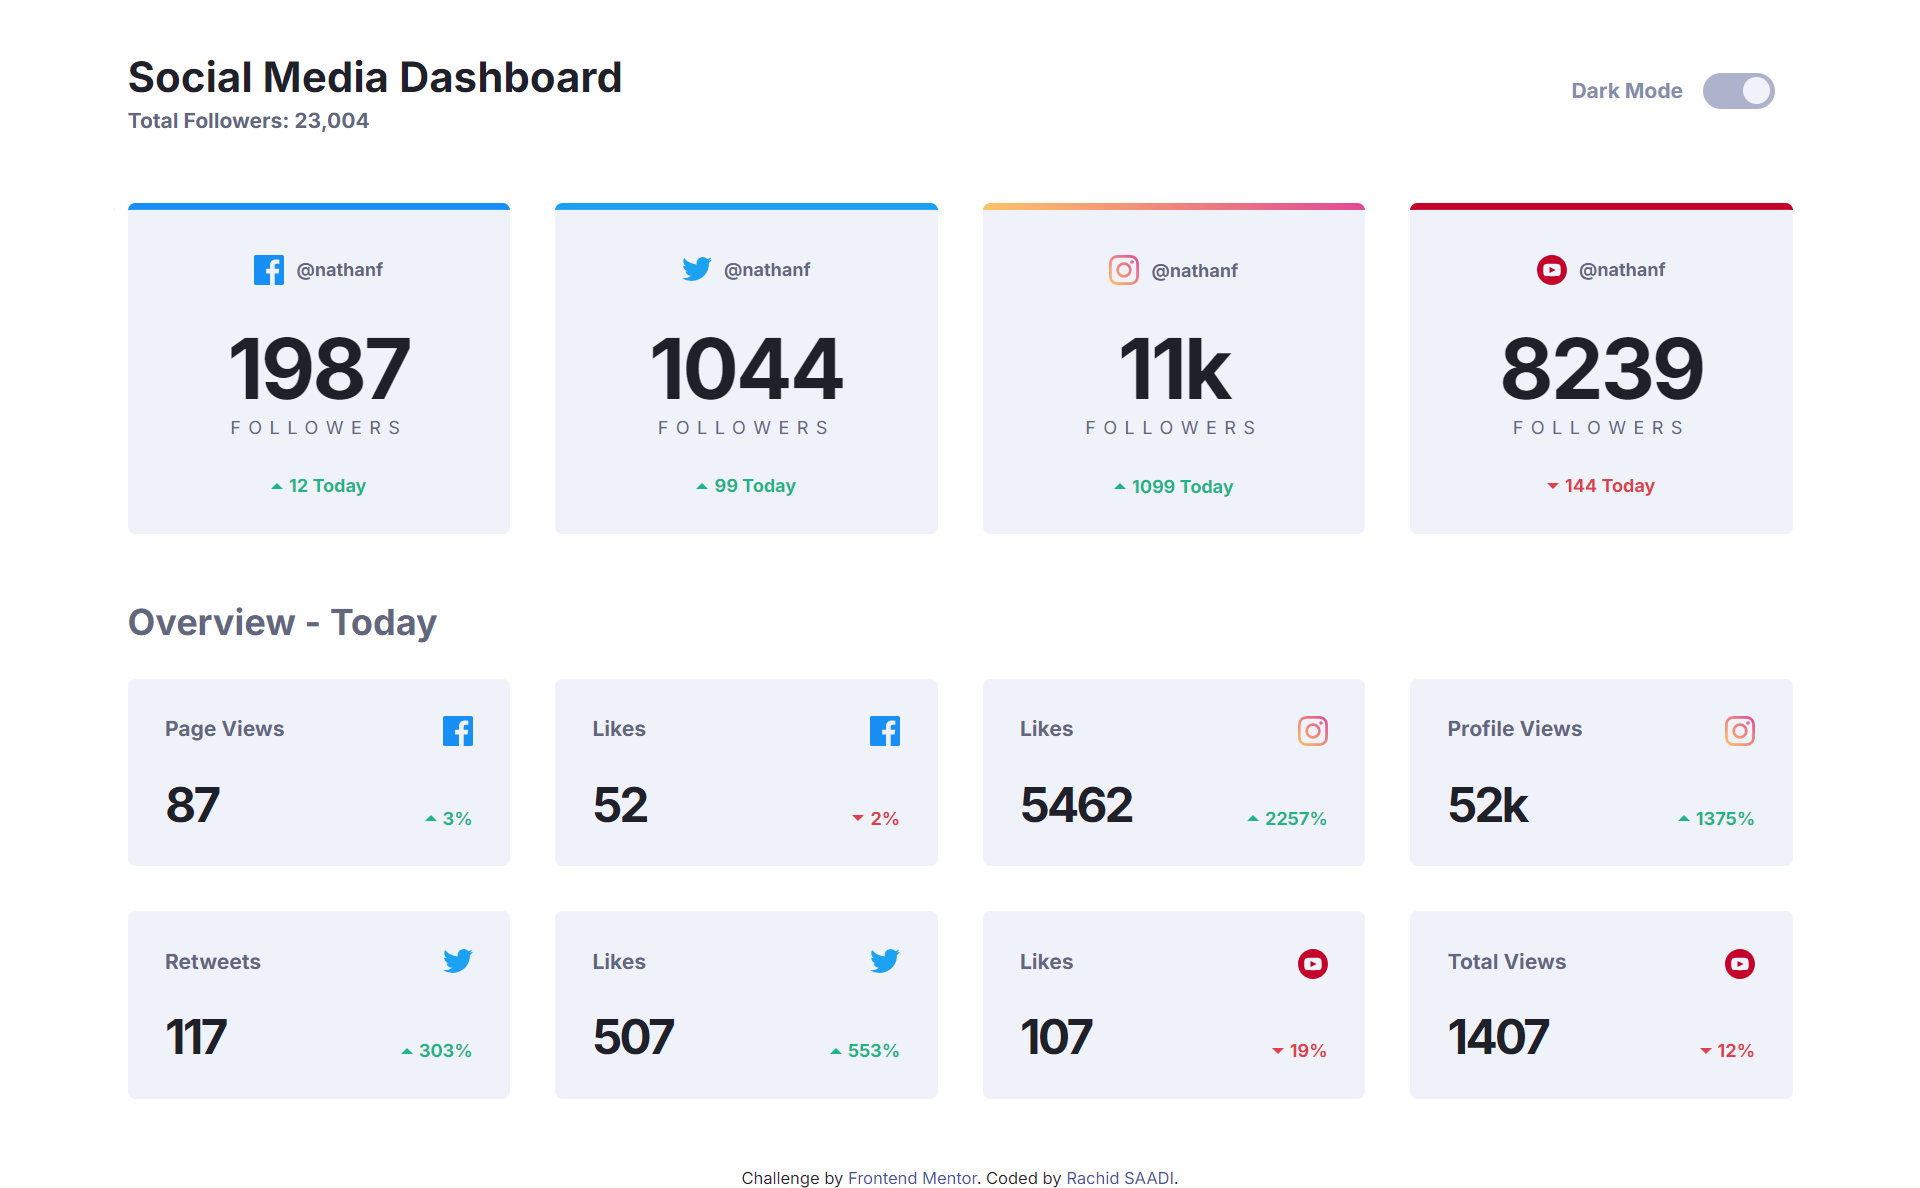 Social Media Dashboard
Total Followers: 23,004
Dark Mode
@nathanf
1987
FOLLOWERS
12 Today
@nathanf
1044
FOLLOWERS
99 Today
@nathanf
11k
FOLLOWERS
1099 Today
@nathanf
8239
FOLLOWERS
144 Today
Overview - Today
Page Views
87
3%
Likes
52
2%
Likes
5462
2257%
Profile Views
52k
1375%
Retweets
117
303%
Likes
507
553%
Likes
107
19%
Total Views
1407
12%
Challenge by Frontend Mentor. Coded by Rachid SAADI.